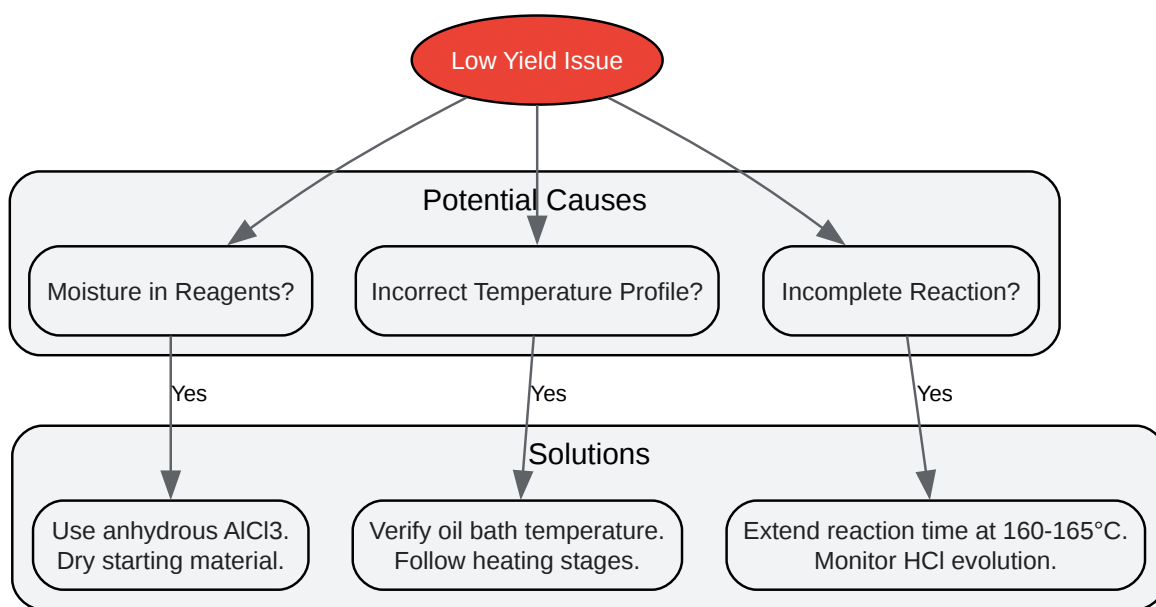 Low Yield Issue
Potential Causes
Moisture in Reagents?
Incorrect Temperature Profile?
Incomplete Reaction?
Yes
Yes
Yes
Solutions
Use anhydrous AlCl3.
Dry starting material.
Verify oil bath temperature.
Follow heating stages.
Extend reaction time at 160-165°C.
Monitor HCl evolution.